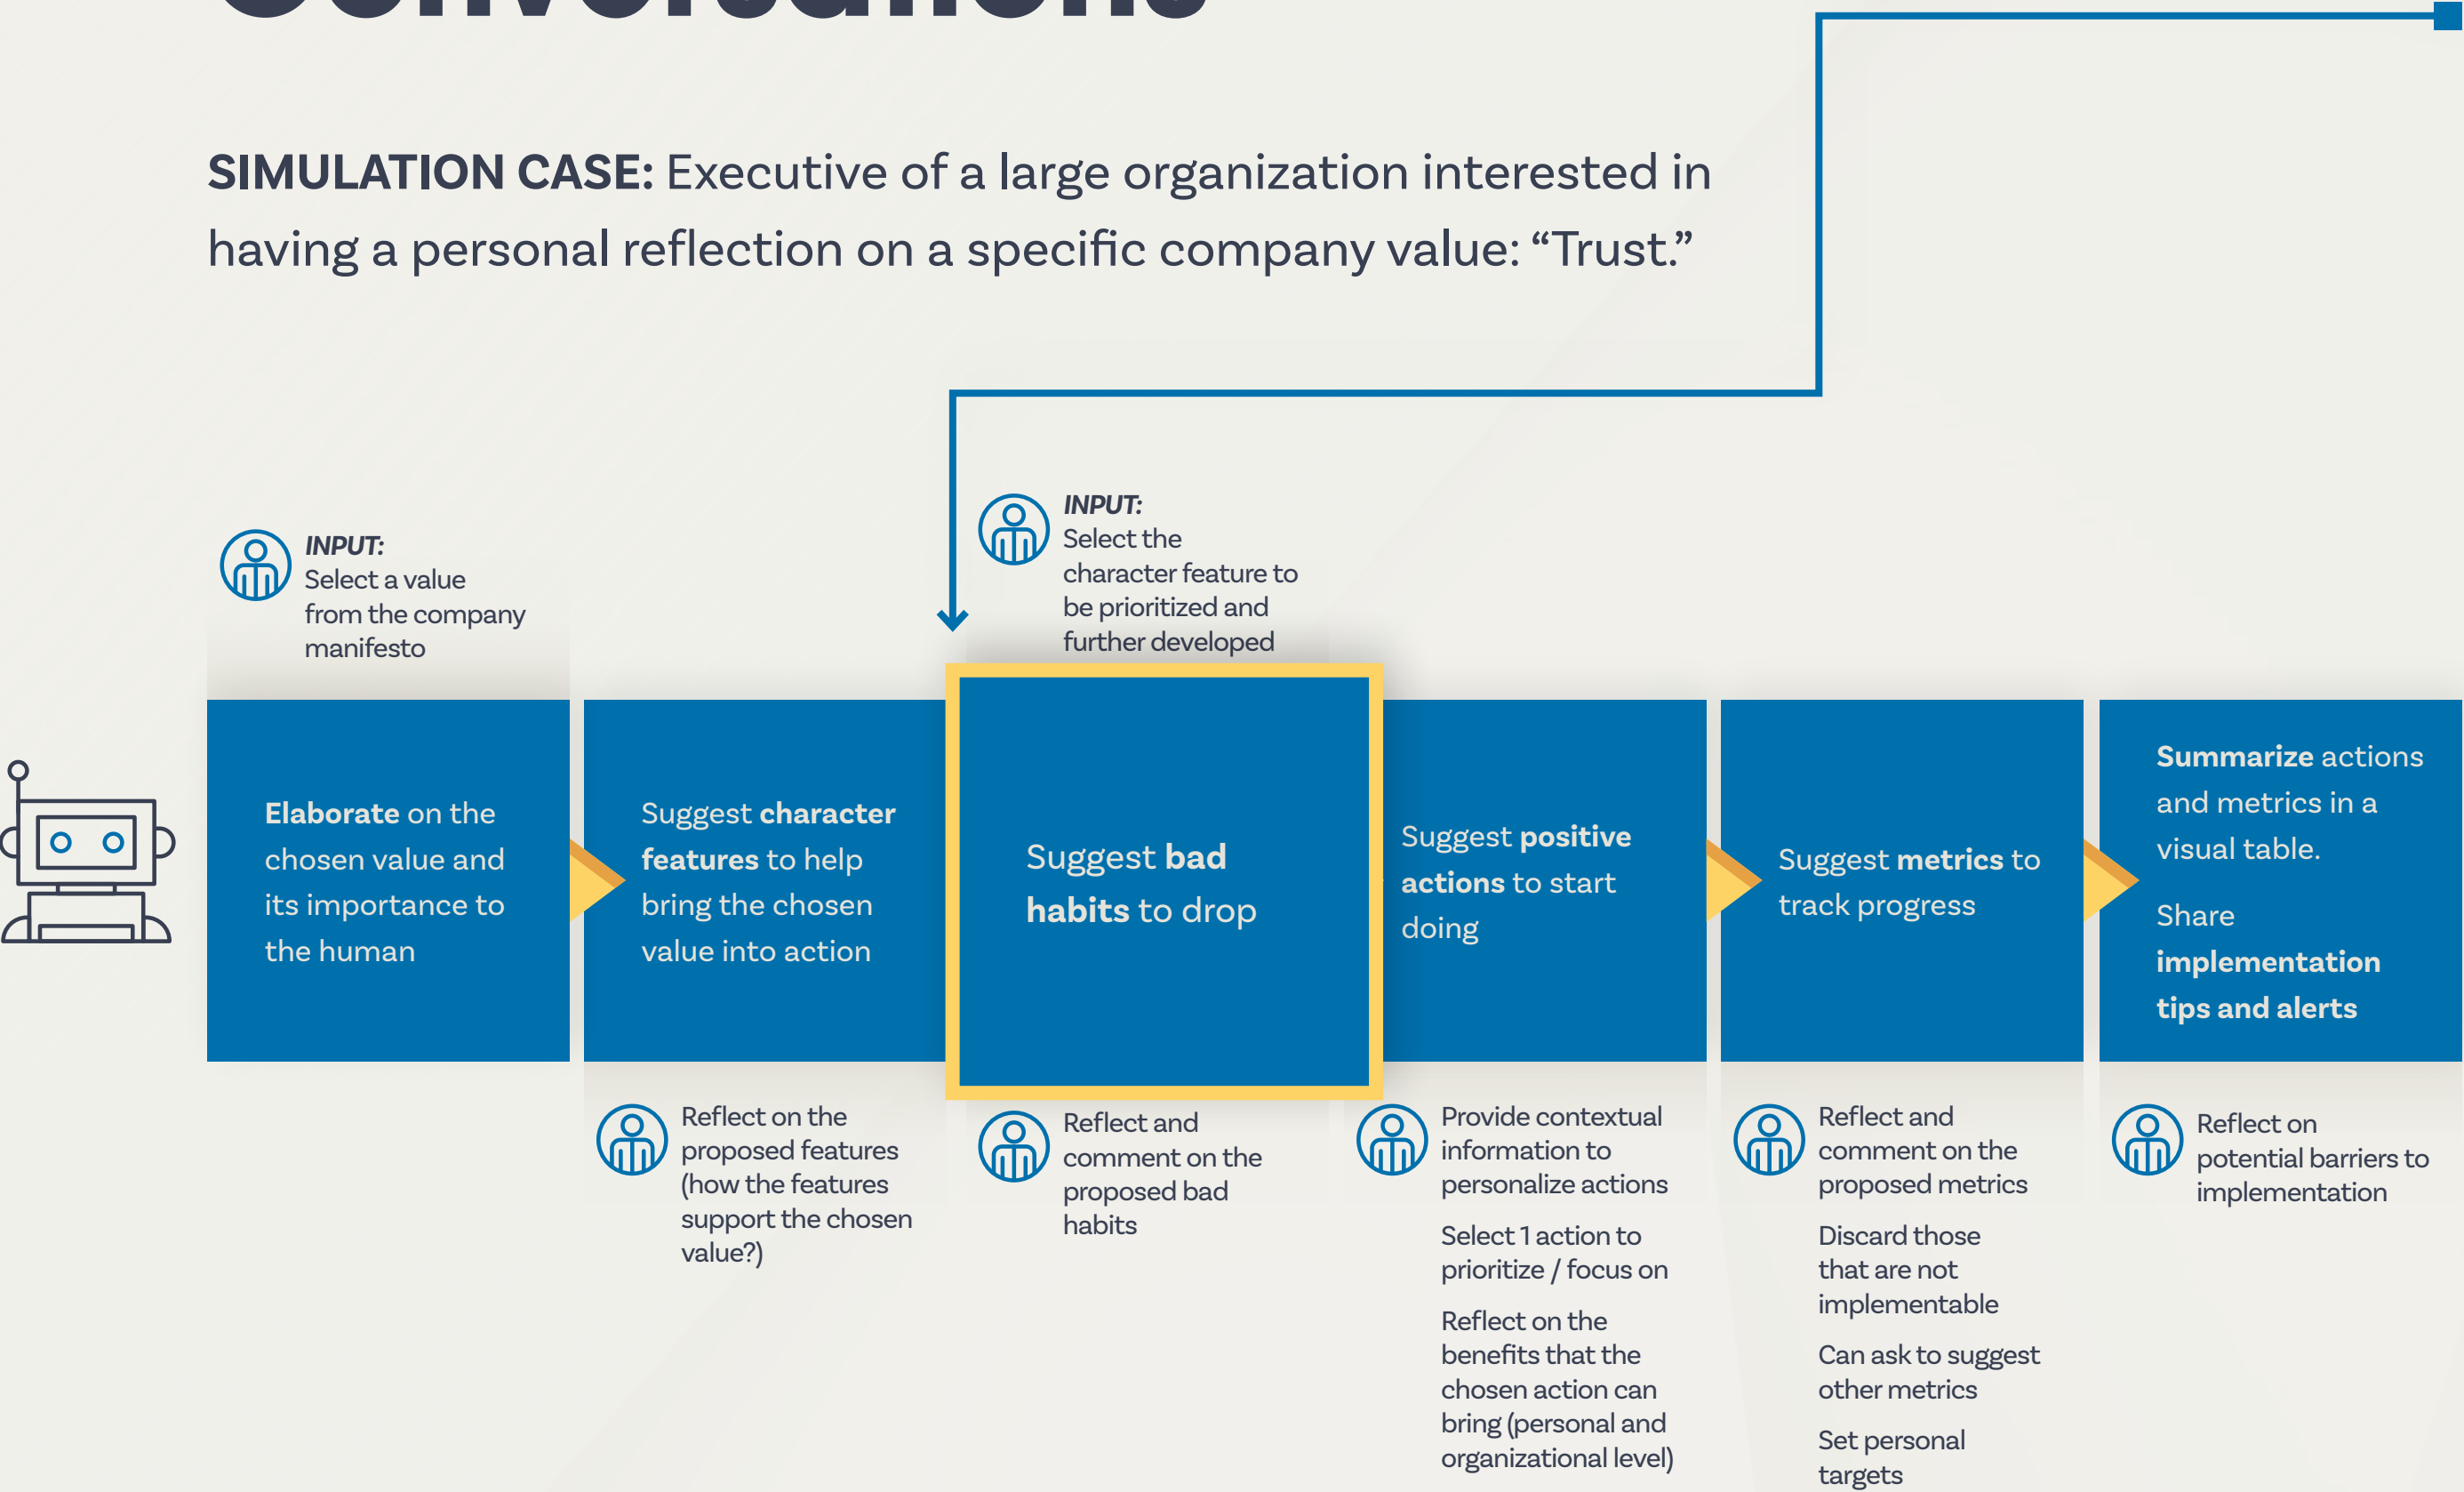 Conversations
SIMULATION CASE: Executive of a large organization interested in
having a personal reflection on a specific company value: “Trust.”
INPUT:
Select a value
from the company
manifesto
INPUT:
Select the
character feature to
be prioritized and
further developed
Elaborate on the
chosen value and
its importance to
the human
Suggest character
features to help
bring the chosen
value into action
Suggest bad
habits to drop
Suggest positive
actions to start
doing
Suggest metrics to
track progress
Summarize actions
and metrics in a
visual table.
Share
implementation
tips and alerts
Reflect on the
proposed features
(how the features
support the chosen
value?)
Reflect and
comment on the
proposed bad
habits
Provide contextual
information to
personalize actions
Select 1 action to
prioritize / focus on
Reflect on the
benefits that the
chosen action can
bring (personal and
organizational level)
Reflect and
comment on the
proposed metrics
Discard those
that are not
implementable
Can ask to suggest
other metrics
Set personal
targets
Reflect on
potential barriers to
implementation